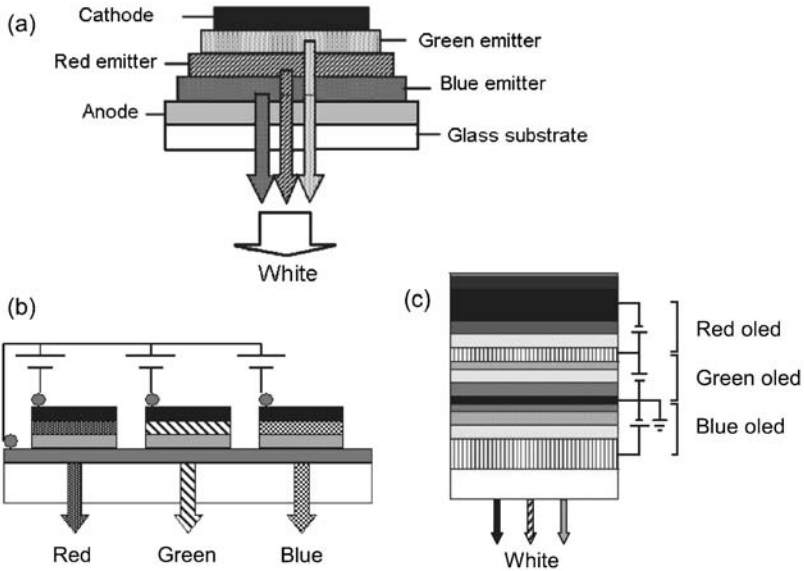 (a)
Cathode
Green emitter
Red emitter
Blue emitter
Anode
Glass substrate
White
(b)
Red
Green
Blue
(c)
Red oled
Green oled
Blue oled
White